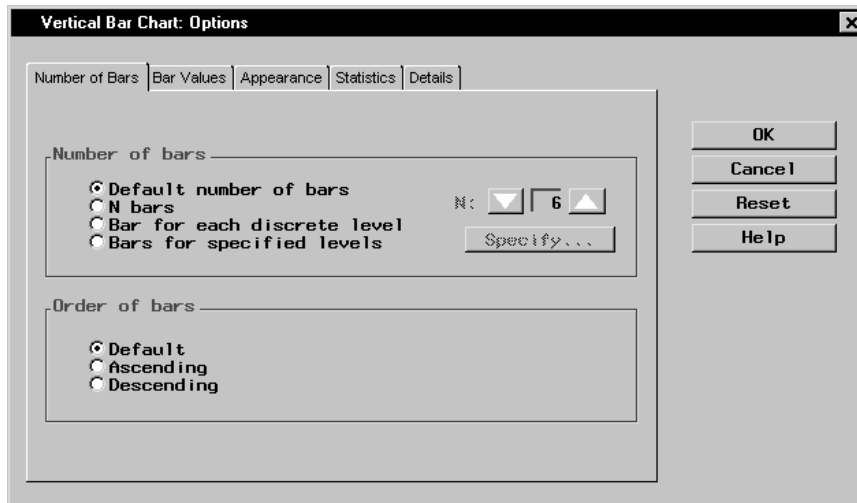 Vertical Bar Chart: Options
Number of Bars Bar Values Appearance Statistics Details
Number of bars
Default number of bars
N bars
Bar for each discrete level
Bars for specified levels
N: 6
Specify...
Order of bars
Default
Ascending
Descending
OK
Cancel
Reset
Help